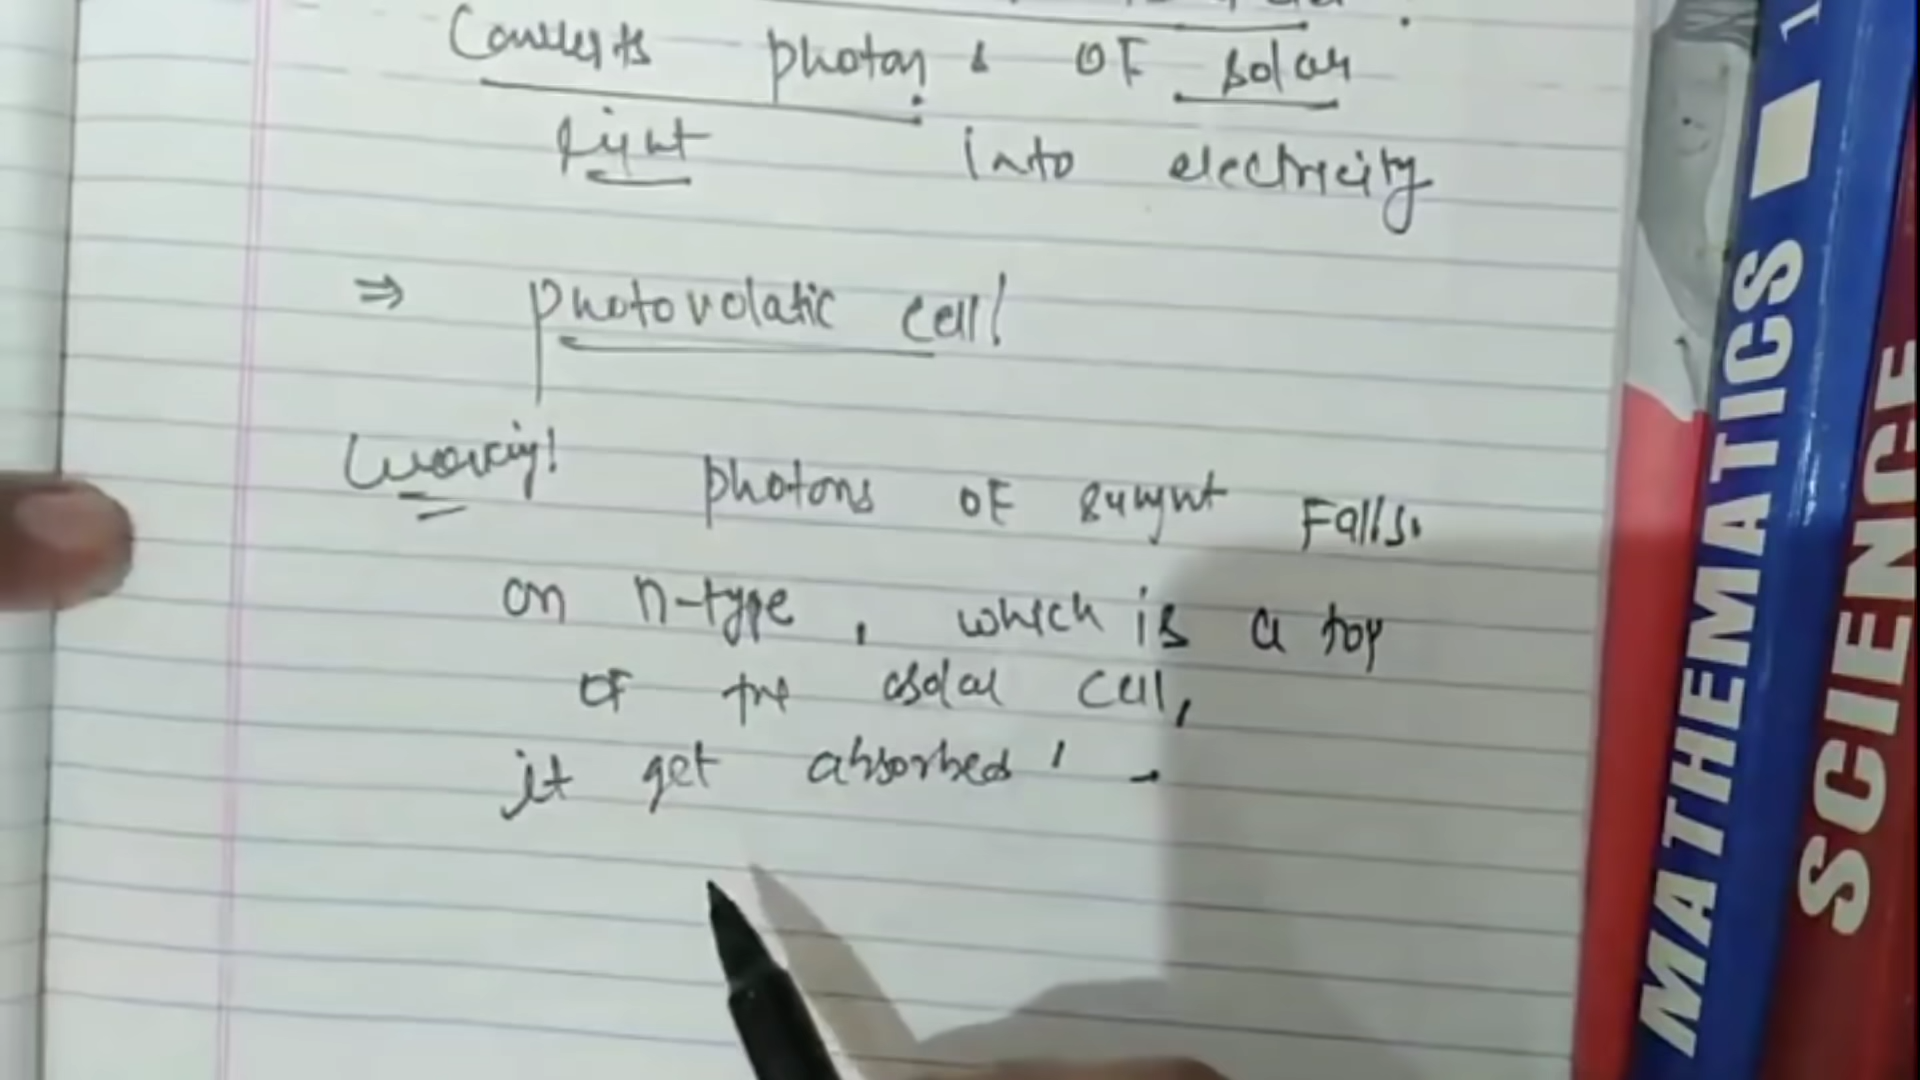 Converts photons of solar
light into electricity
⇒ photovolatic cell!
Working! photons of sunlight Falls.
on n-type, which is a top
of the solar cell,
it get absorbed'
MATHEMATICS 1
SCIENCE